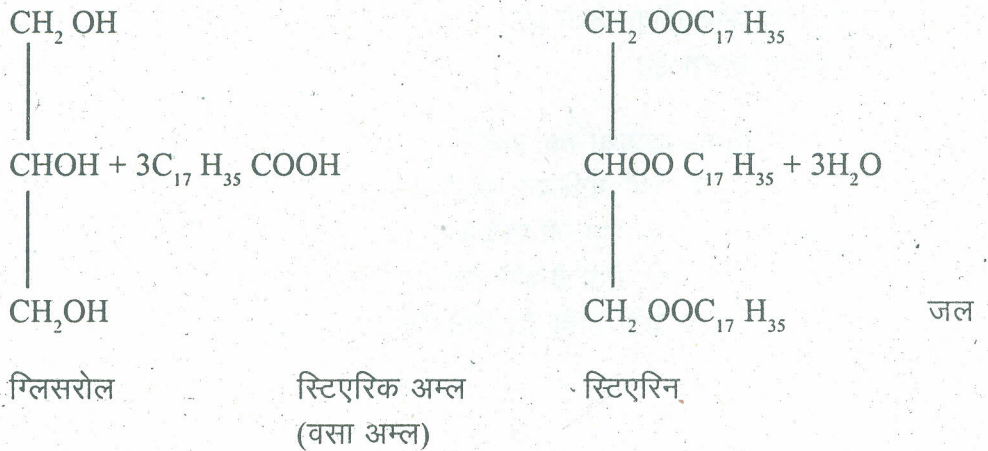 CH₂ OH CH₂ OOC₁₇ H₃₅
CHOH + 3C₁₇ H₃₅ COOH CHOO C₁₇ H₃₅ + 3H₂O
CH₂OH CH₂ OOC₁₇ H₃₅ जल
ग्लिसरोल स्टिएरिक अम्ल स्टिएरिन
(वसा अम्ल)